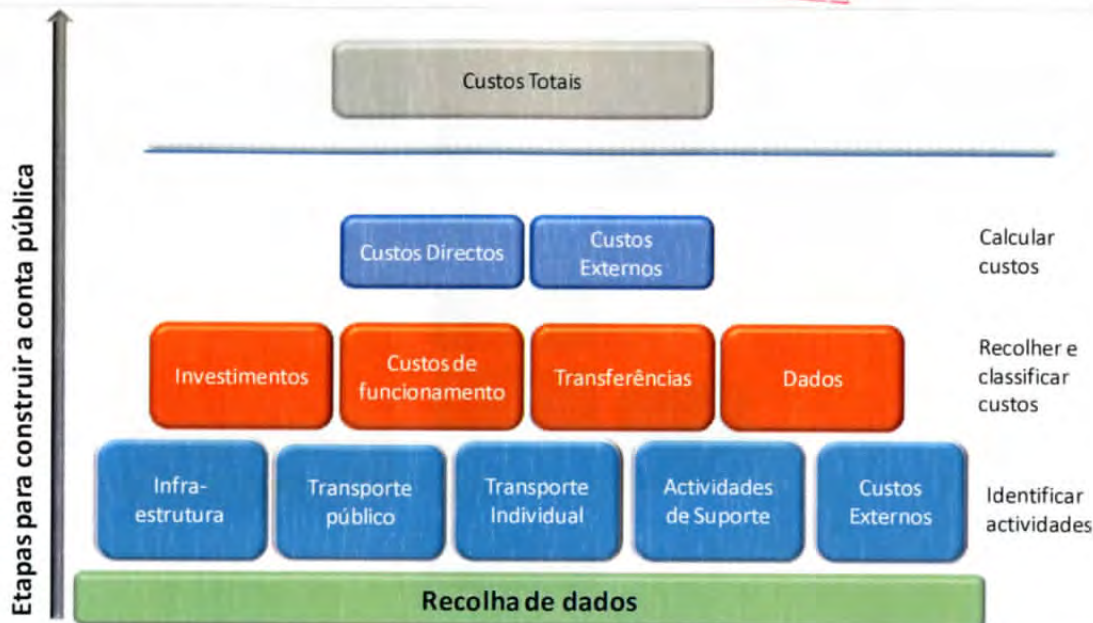 Custos Totais
Etapas para construir a conta pública
Custos Directos
Custos
Externos
Calcular
custos
Investimentos
Custos de
funcionamento
Transferências
Dados
Recolher e
classificar
custos
Infra-
estrutura
Transporte
público
Transporte
Individual
Actividades
de Suporte
Custos
Externos
Identificar
actividades
Recolha de dados